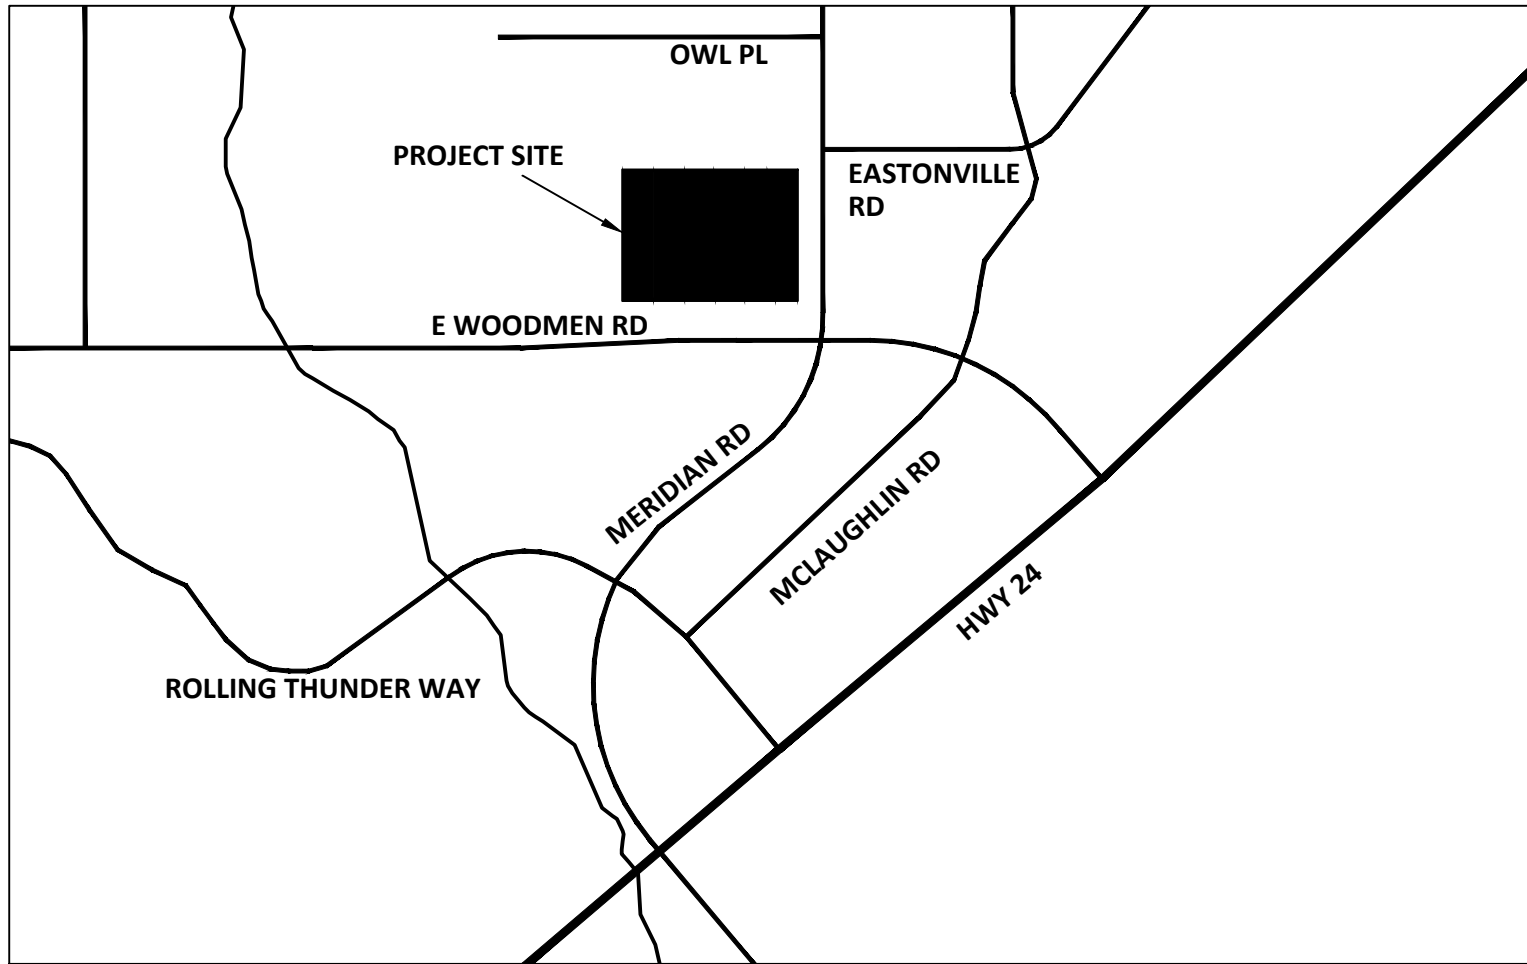 OWL PL
PROJECT SITE
EASTONVILLE
RD
E WOODMEN RD
MERIDIAN RD
MCLAUGHLIN RD
HWY 24
ROLLING THUNDER WAY